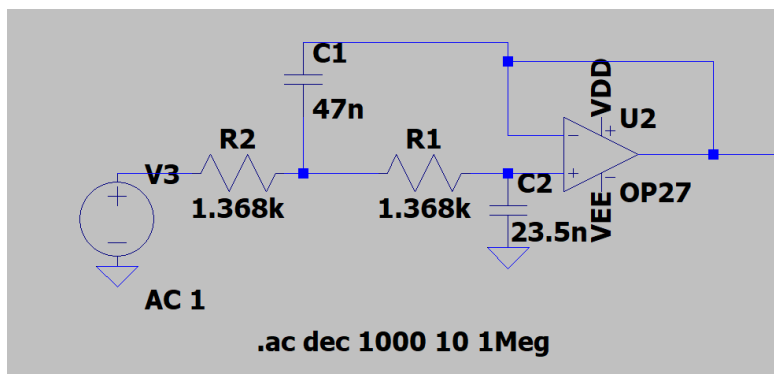 C1
47n
VDD
U2
+
−
R2
R1
+
−
V3
+
−
C2
1.368k
1.368k
OP27
23.5n
VEE
AC 1
.ac dec 1000 10 1Meg